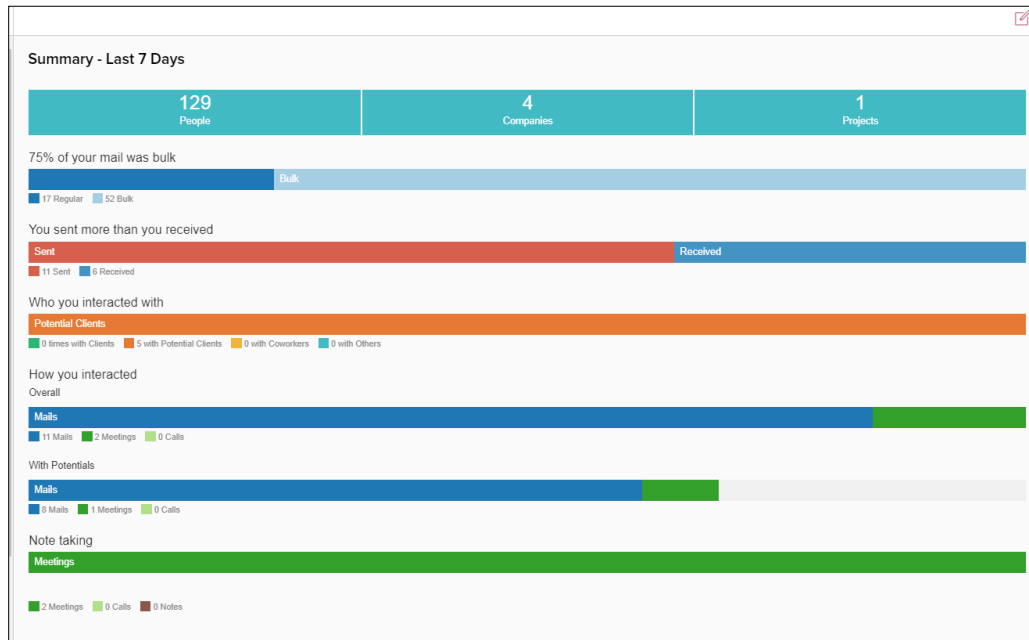 Summary - Last 7 Days
129 4 1
People Companies Projects
75% of your mail was bulk
Bulk
17 Regular 52 Bulk
You sent more than you received
Sent Received
11 Sent 6 Received
Who you interacted with
Potential Clients
0 times with Clients 5 with Potential Clients 0 with Coworkers 0 with Others
How you interacted
Overall
Mails
11 Mails 2 Meetings 0 Calls
With Potentials
Mails
8 Mails 1 Meetings 0 Calls
Note taking
Meetings
2 Meetings 0 Calls 0 Notes